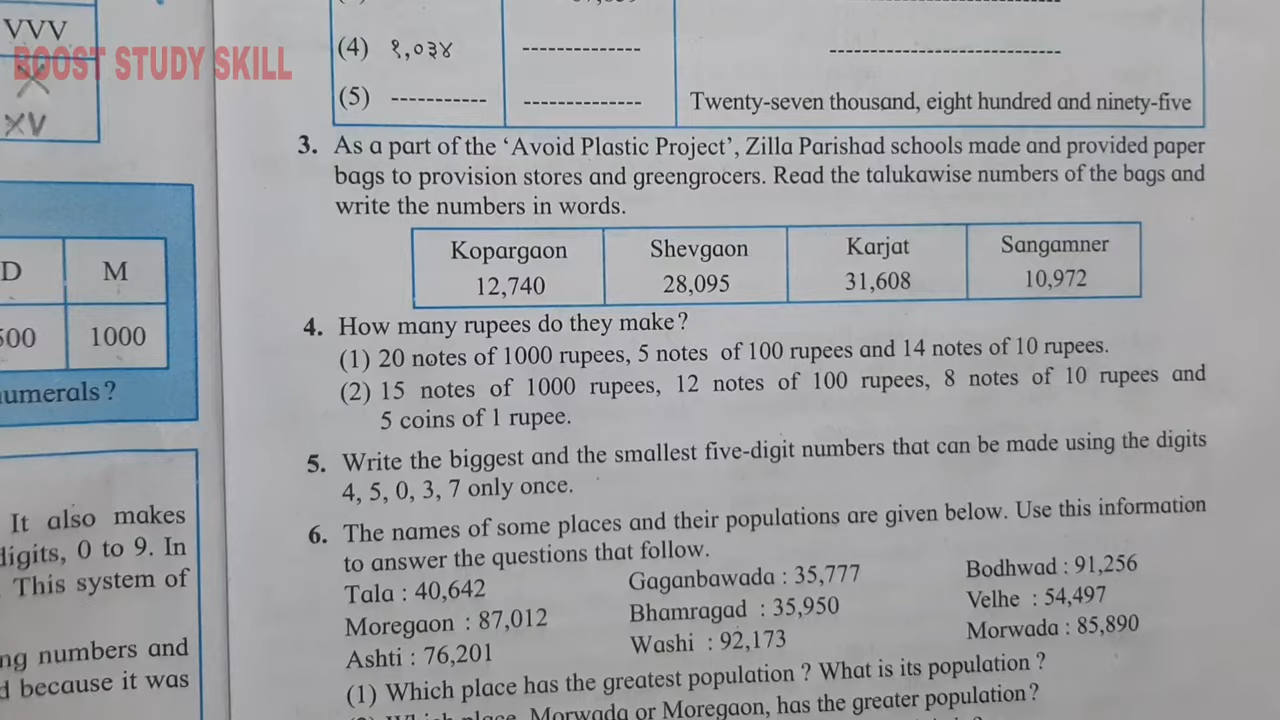 VVV
BOOST STUDY SKILL
X
XV
D M
500 1000
numerals?
It also makes
digits, 0 to 9. In
This system of
ng numbers and
d because it was
(4) १,०३४ ------------ -----------------------
(5) ------------ ------------ Twenty-seven thousand, eight hundred and ninety-five
3. As a part of the ‘Avoid Plastic Project’, Zilla Parishad schools made and provided paper
bags to provision stores and greengrocers. Read the talukawise numbers of the bags and
write the numbers in words.
Kopargaon Shevgaon Karjat Sangamner
12,740 28,095 31,608 10,972
4. How many rupees do they make?
(1) 20 notes of 1000 rupees, 5 notes of 100 rupees and 14 notes of 10 rupees.
(2) 15 notes of 1000 rupees, 12 notes of 100 rupees, 8 notes of 10 rupees and
5 coins of 1 rupee.
5. Write the biggest and the smallest five-digit numbers that can be made using the digits
4, 5, 0, 3, 7 only once.
6. The names of some places and their populations are given below. Use this information
to answer the questions that follow.
Tala : 40,642 Gaganbawada : 35,777 Bodhwad : 91,256
Moregaon : 87,012 Bhamragad : 35,950 Velhe : 54,497
Ashti : 76,201 Washi : 92,173 Morwada : 85,890
(1) Which place has the greatest population ? What is its population ?
Which place, Morwada or Moregaon, has the greater population?